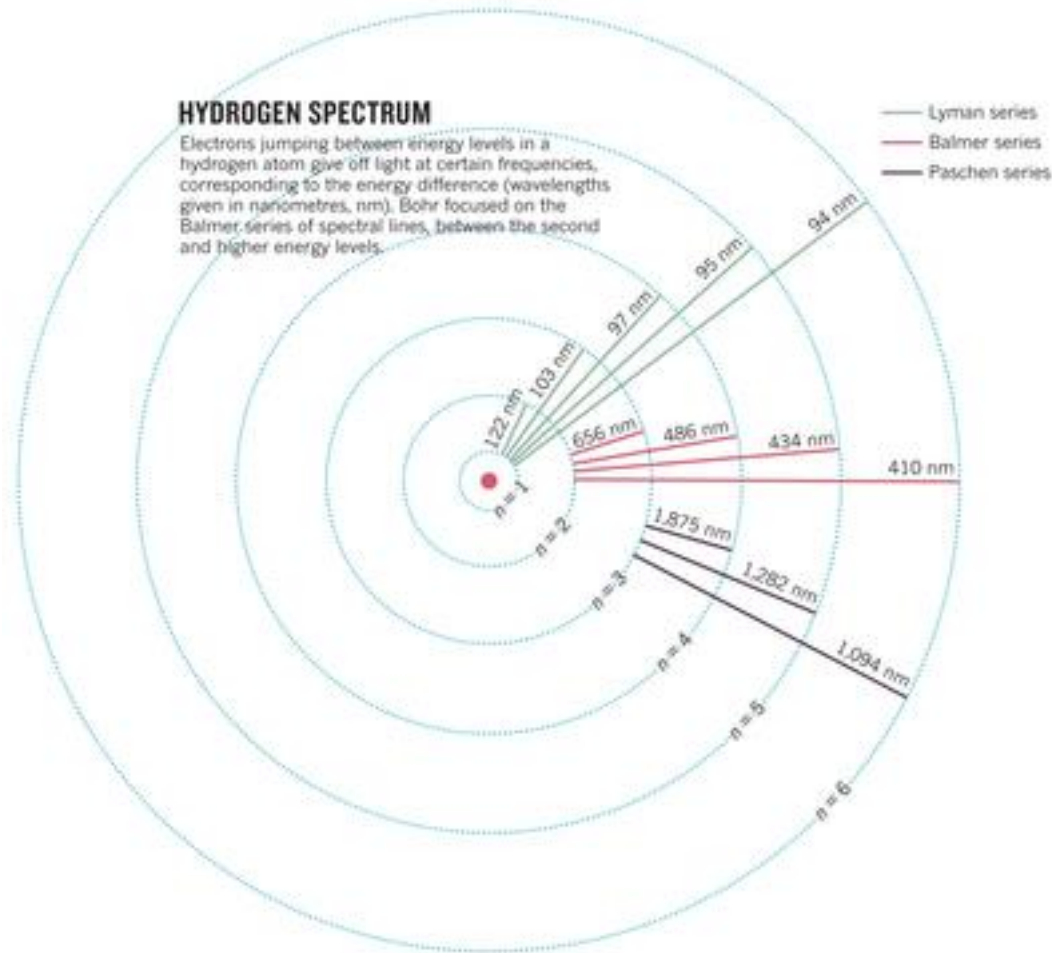 HYDROGEN SPECTRUM
Electrons jumping between energy levels in a
hydrogen atom give off light at certain frequencies,
corresponding to the energy difference (wavelengths
given in nanometres, nm). Bohr focused on the
Balmer series of spectral lines, between the second
and higher energy levels.
Lyman series
Balmer series
Paschen series
94 nm
95 nm
97 nm
103 nm
122 nm
656 nm
486 nm
434 nm
410 nm
1,875 nm
1,282 nm
1,094 nm
n = 1
n = 2
n = 3
n = 4
n = 5
n = 6